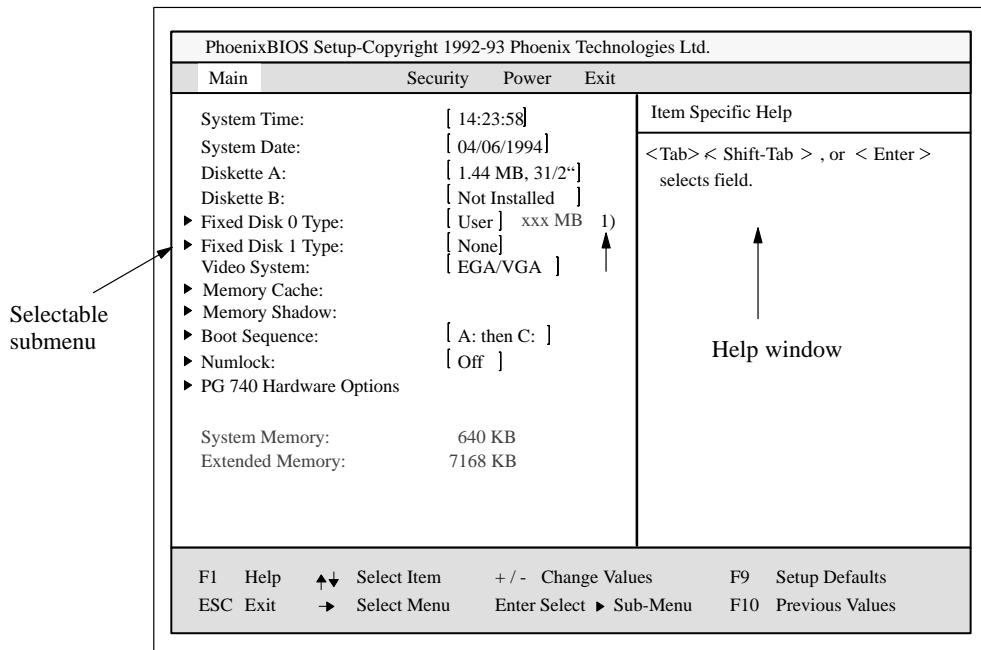 PhoenixBIOS Setup-Copyright 1992-93 Phoenix Technologies Ltd.
Main Security Power Exit
System Time: [ 14:23:58]
System Date: [ 04/06/1994]
Diskette A: [ 1.44 MB, 31/2“]
Diskette B: [ Not Installed ]
▶ Fixed Disk 0 Type: [ User ] xxx MB 1)
▶ Fixed Disk 1 Type: [ None]
Video System: [ EGA/VGA ]
▶ Memory Cache:
▶ Memory Shadow:
▶ Boot Sequence: [ A: then C: ]
▶ Numlock: [ Off ]
▶ PG 740 Hardware Options
System Memory: 640 KB
Extended Memory: 7168 KB
Item Specific Help
<Tab>, < Shift-Tab > , or < Enter >
selects field.
Help window
Selectable
submenu
F1 Help ▲▼ Select Item + / - Change Values F9 Setup Defaults
ESC Exit → Select Menu Enter Select ▶ Sub-Menu F10 Previous Values